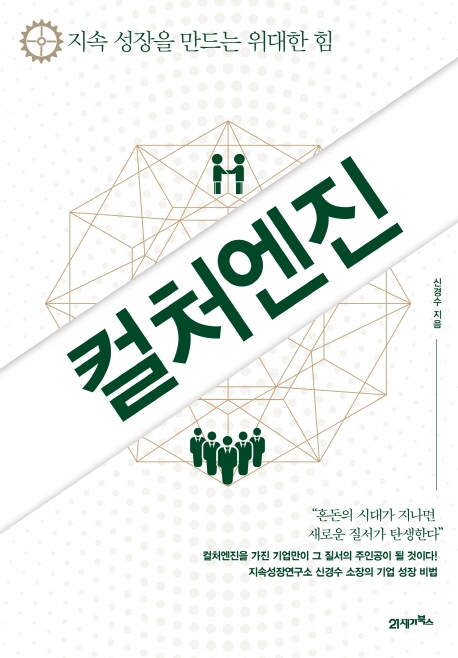 지속 성장을 만드는 위대한 힘
컬처엔진
신경수 지음
“혼돈의 시대가 지나면
새로운 질서가 탄생한다”
컬처엔진을 가진 기업만이 그 질서의 주인공이 될 것이다!
지속성장연구소 신경수 소장의 기업 성장 비법
21세기북스